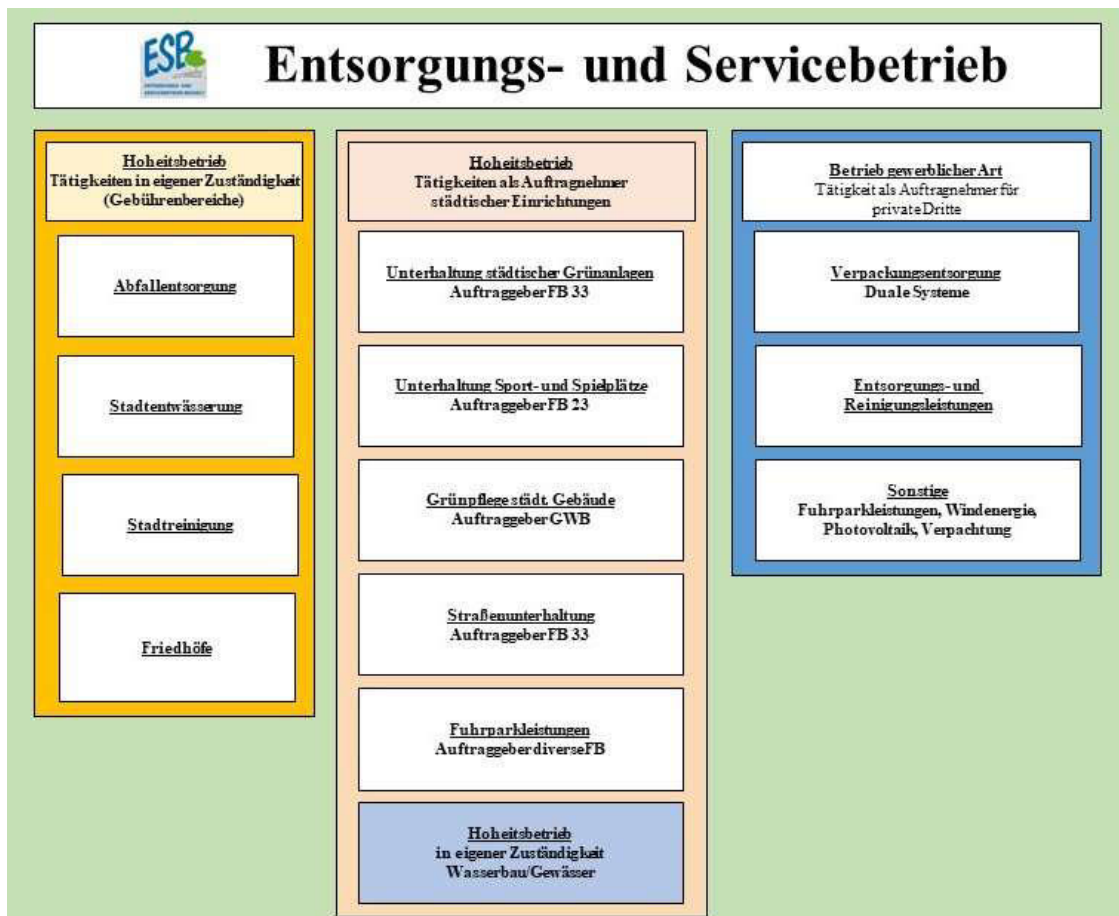 ESB
Entsorgungs- und Servicebetrieb
Hoheitsbetrieb
Tätigkeiten in eigener Zuständigkeit
(Gebührenbereiche)
Abfallentsorgung
Stadtentwässerung
Stadtreinigung
Friedhöfe
Hoheitsbetrieb
Tätigkeiten als Auftragnehmer
städtischer Einrichtungen
Unterhaltung städtischer Grünanlagen
Auftraggeber FB 33
Unterhaltung Sport- und Spielplätze
Auftraggeber FB 23
Grünpflege städt. Gebäude
Auftraggeber GWB
Straßenunterhaltung
Auftraggeber FB 33
Fuhrparkleistungen
Auftraggeber diverse FB
Hoheitsbetrieb
in eigener Zuständigkeit
Wasserbau/Gewässer
Betrieb gewerblicher Art
Tätigkeit als Auftragnehmer für
private Dritte
Verpackungsentsorgung
Duale Systeme
Entsorgungs- und
Reinigungsleistungen
Sonstige
Fuhrparkleistungen, Windenergie,
Photovoltaik, Verpachtung